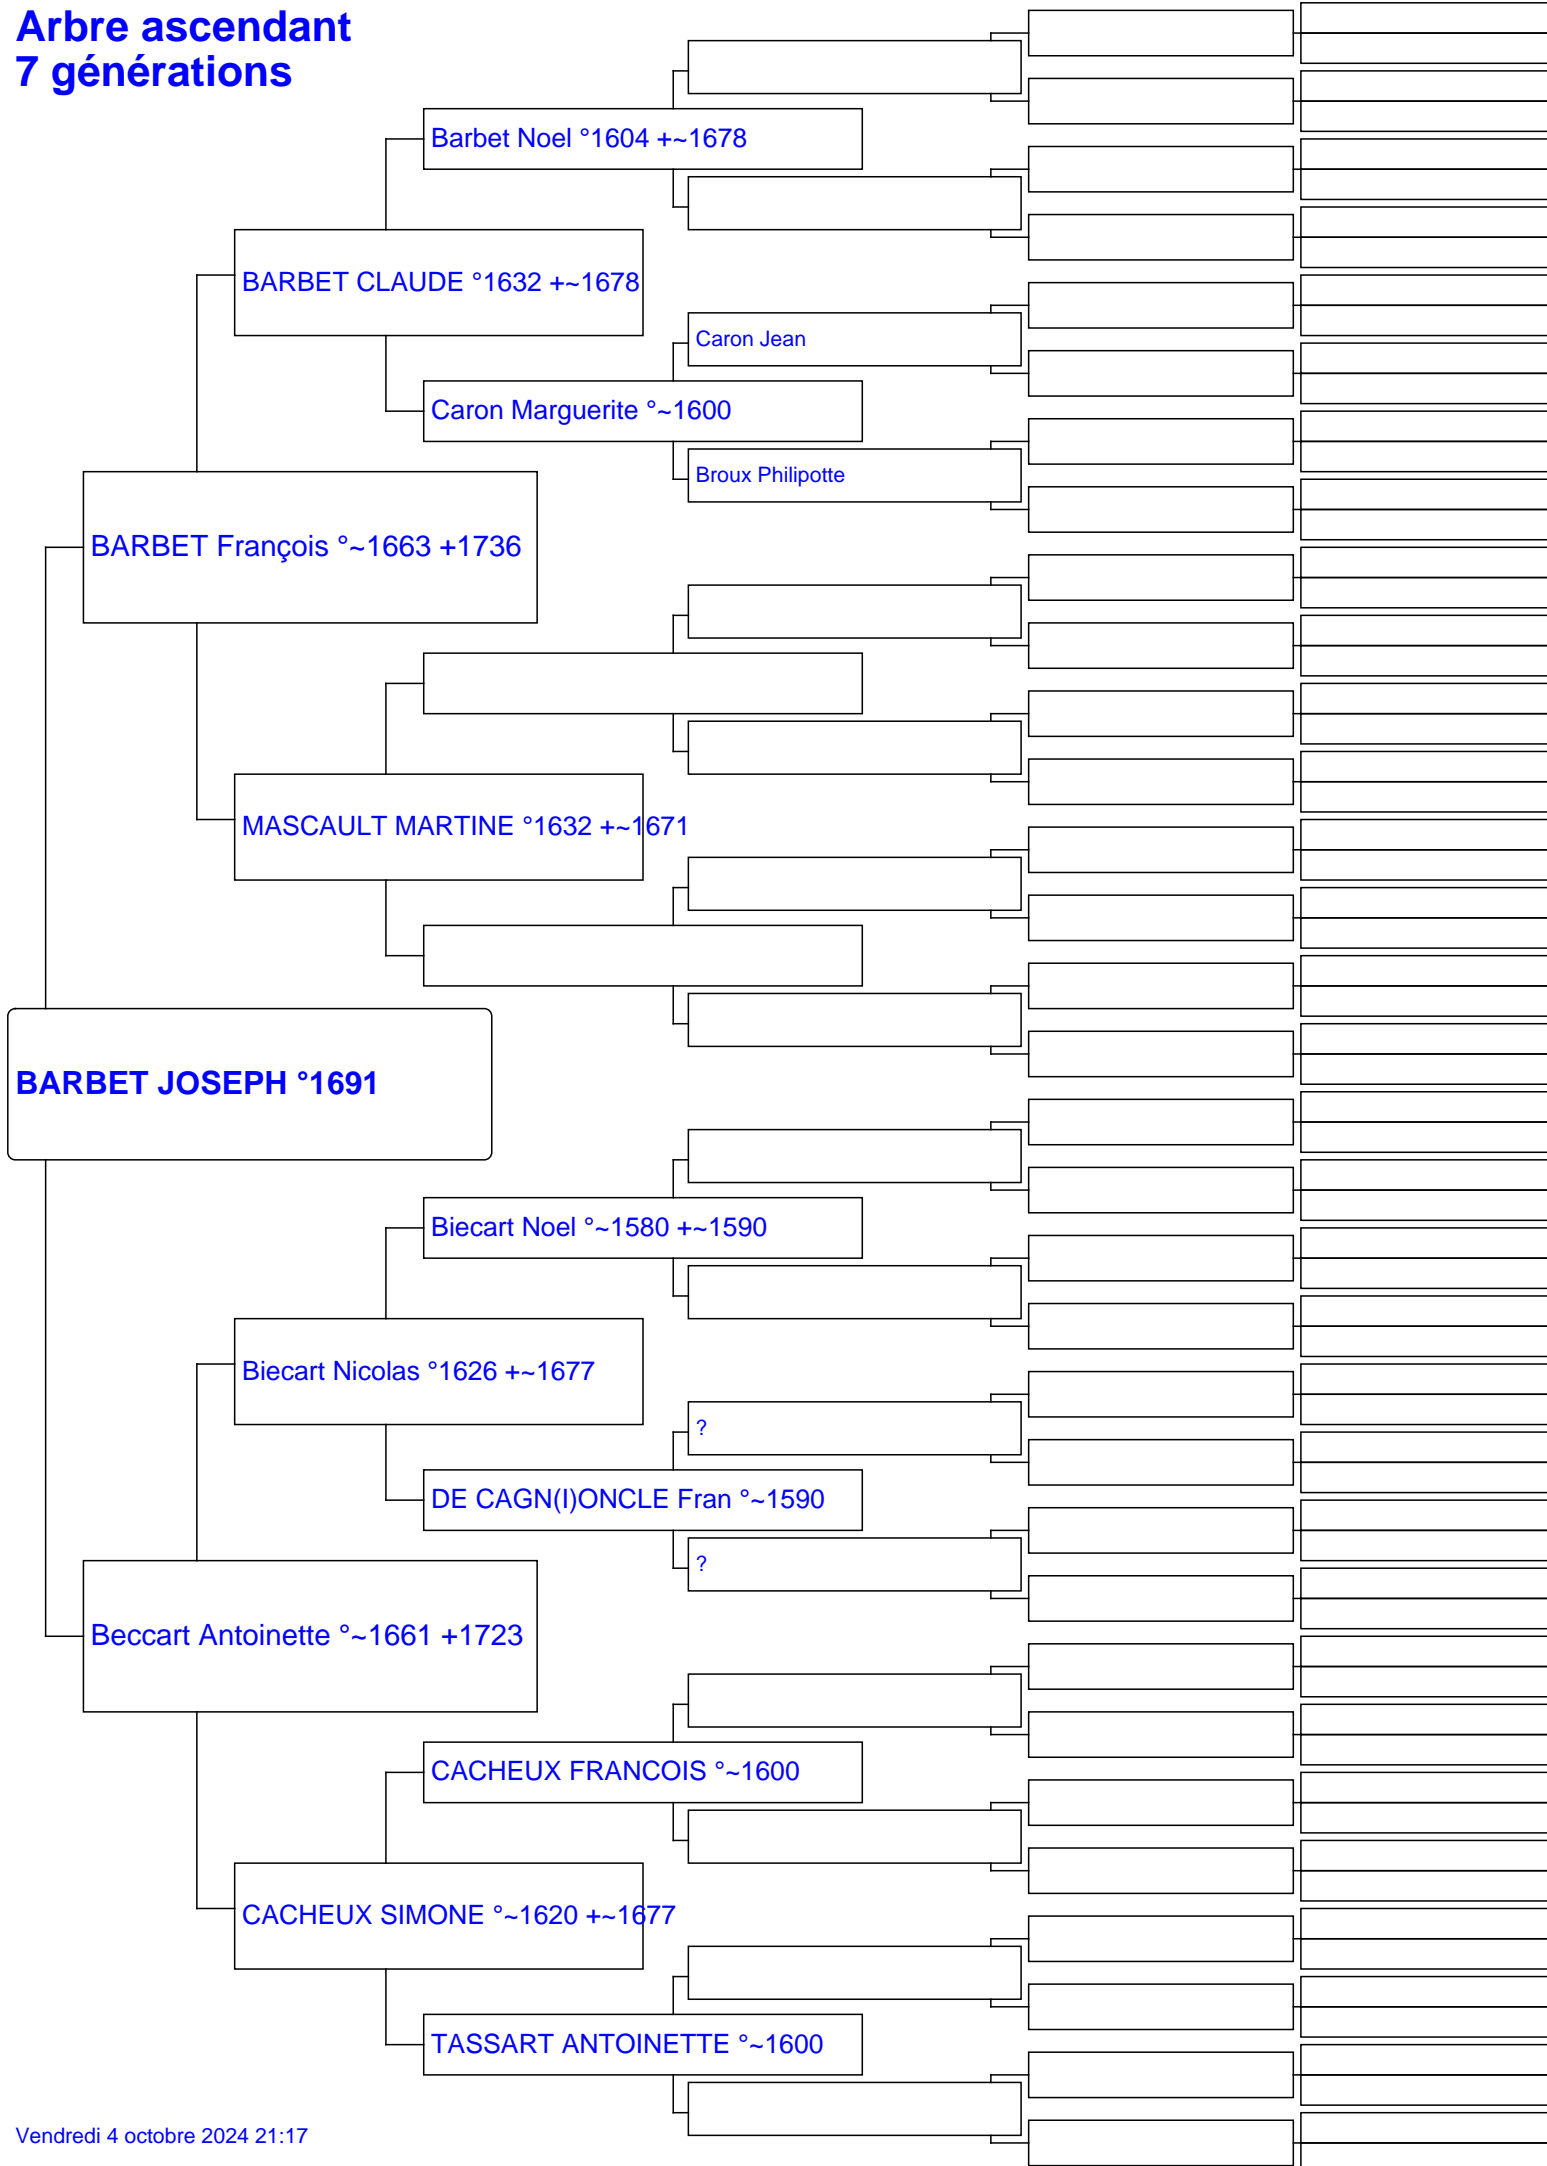 Arbre ascendant
7 générations
Barbet Noel °1604 +~1678
BARBET CLAUDE °1632 +~1678
Caron Jean
Caron Marguerite °~1600
Broux Philipotte
BARBET François °~1663 +1736
MASCAULT MARTINE °1632 +~1671
BARBET JOSEPH °1691
Biecart Noel °~1580 +~1590
Biecart Nicolas °1626 +~1677
?
DE CAGN(I)ONCLE Fran °~1590
?
Beccart Antoinette °~1661 +1723
CACHEUX FRANCOIS °~1600
CACHEUX SIMONE °~1620 +~1677
TASSART ANTOINETTE °~1600
Vendredi 4 octobre 2024 21:17